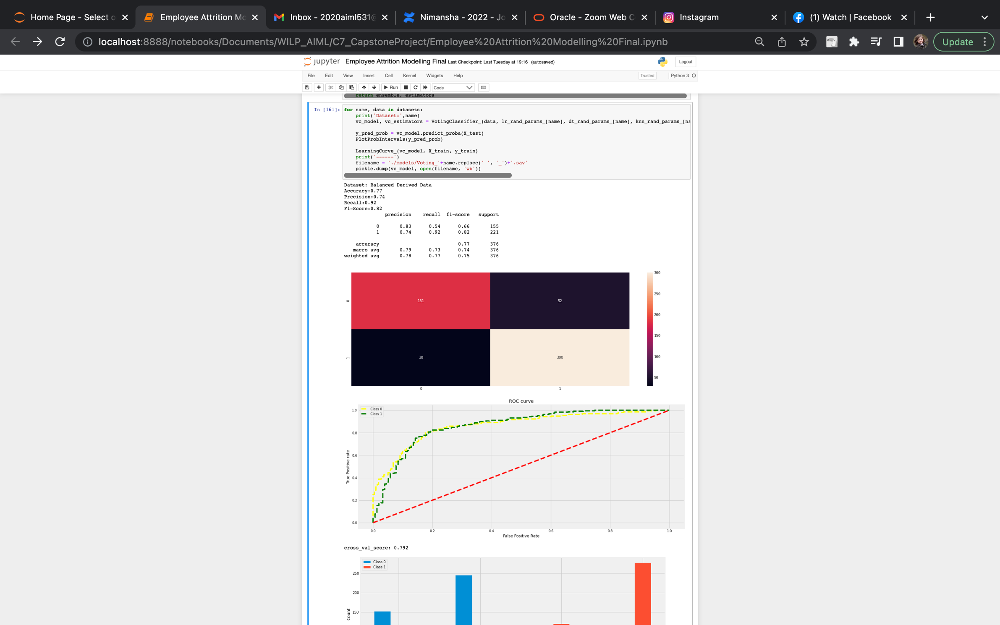 Home Page - Select o
Employee Attrition Mo
Inbox - 2020aiml531@
Nimansha - 2022 - Jo
Oracle - Zoom Web C
Instagram
(1) Watch | Facebook
localhost:8888/notebooks/Documents/WILP_AIML/C7_CapstoneProject/Employee%20Attrition%20Modelling%20Final.ipynb
Update
jupyter Employee Attrition Modelling Final Last Checkpoint: Last Tuesday at 19:16 (autosaved)
Logout
File Edit View Insert Cell Kernel Widgets Help
Trusted
Python 3
Run
Code
return ensemble, estimators
In [161]: for name, data in datasets:
print('Dataset:',name)
vc_model, vc_estimators = VotingClassifier_(data, lr_rand_params_[name], dt_rand_params_[name], knn_rand_params_[na
y_pred_prob = vc_model.predict_proba(X_test)
PlotProbIntervals(y_pred_prob)
LearningCurve_(vc_model, X_train, y_train)
print('------')
filename = './models/Voting_'+name.replace(' ', '_')+'.sav'
pickle.dump(vc_model, open(filename, 'wb'))
Dataset: Balanced Derived Data
Accuracy:0.77
Precision:0.74
Recall:0.92
F1-Score:0.82
precision recall f1-score support
0 0.83 0.54 0.66 155
1 0.74 0.92 0.82 221
accuracy 0.77 376
macro avg 0.79 0.73 0.74 376
weighted avg 0.78 0.77 0.75 376
0
181
52
1
30
300
0
1
300
250
200
150
100
50
ROC curve
Class 0
Class 1
1.0
0.8
0.6
0.4
0.2
0.0
True Positive rate
0.0 0.2 0.4 0.6 0.8 1.0
False Positive Rate
cross_val_score: 0.792
Class 0
Class 1
250
200
150
Count